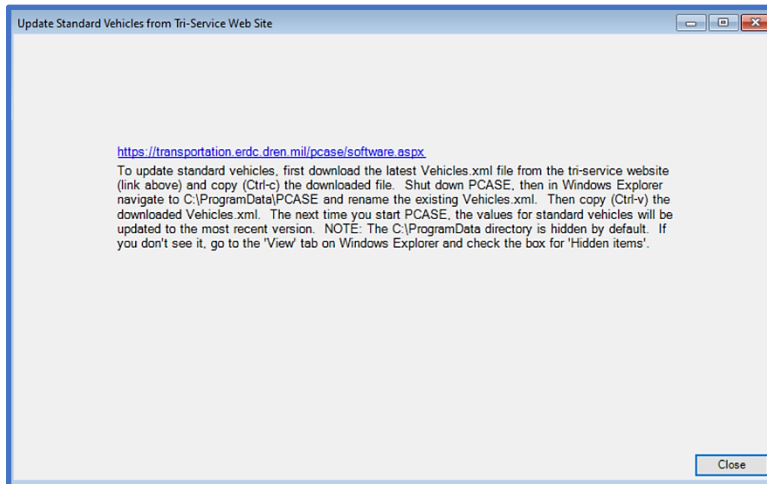 Update Standard Vehicles from Tri-Service Web Site
https://transportation.erdc.dren.mil/pcase/software.aspx
To update standard vehicles, first download the latest Vehicles.xml file from the tri-service website
(link above) and copy (Ctrl-c) the downloaded file.  Shut down PCASE, then in Windows Explorer
navigate to C:\ProgramData\PCASE and rename the existing Vehicles.xml.  Then copy (Ctrl-v) the
downloaded Vehicles.xml.  The next time you start PCASE, the values for standard vehicles will be
updated to the most recent version.  NOTE: The C:\ProgramData directory is hidden by default.  If
you don't see it, go to the 'View' tab on Windows Explorer and check the box for 'Hidden items'.
Close